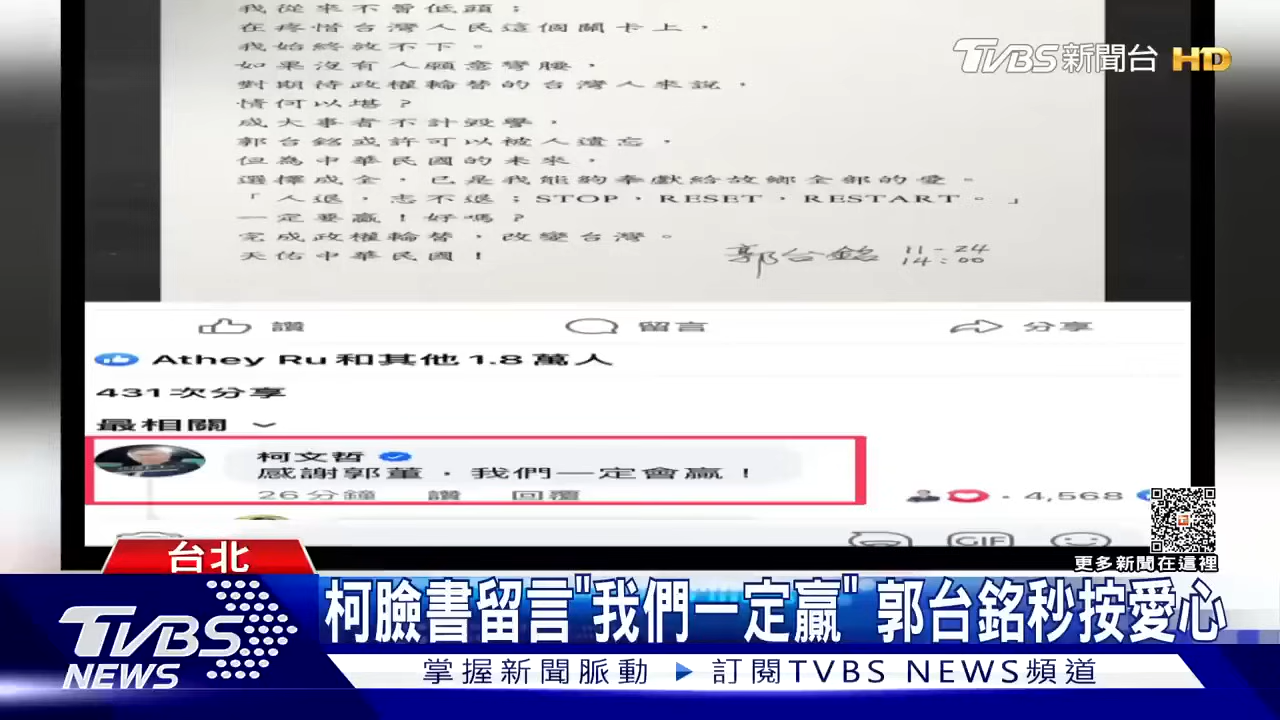 我從來不曾低頭；
在疼惜台灣人民這個關卡上，
我始終放不下。
如果沒有人願意彎腰，
對期待政權輪替的台灣人來說，
情何以堪？
成大事者不計毀譽，
郭台銘或許可以被人遺忘，
但為中華民國的未來，
選擇成全，已是我能夠奉獻給故鄉全部的愛。
「人退，志不退；STOP，RESET，RESTART。」
一定要贏！好嗎？
完成政權輪替，改變台灣。
天佑中華民國！
郭台銘 11-24
14:00
TVBS新聞台 HD
讚 留言 分享
Athey Ru 和其他 1.8 萬人
431次分享
最相關
柯文哲
感謝郭董，我們一定會贏！
26分鐘 讚 回覆
4,568
GIF
更多新聞在這裡
台北
柯臉書留言"我們一定贏" 郭台銘秒按愛心
TVBS NEWS
掌握新聞脈動 ▶ 訂閱TVBS NEWS頻道